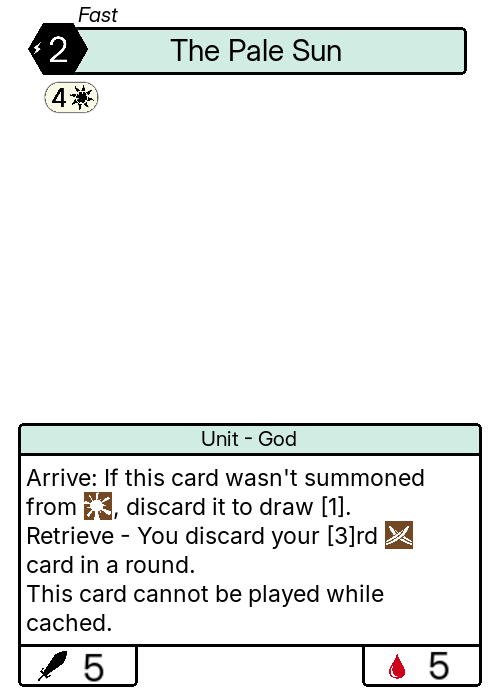 Fast
2
The Pale Sun
4
Unit - God
Arrive: If this card wasn't summoned
from , discard it to draw [1].
Retrieve - You discard your [3]rd
card in a round.
This card cannot be played while
cached.
5
5